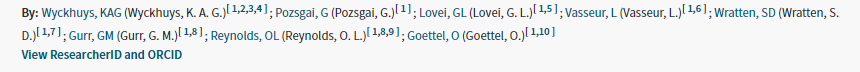 By: Wyckhuys, KAG (Wyckhuys, K. A. G.)[ 1,2,3,4 ] ; Pozsgai, G (Pozsgai, G.)[ 1 ] ; Lovei, GL (Lovei, G. L.)[ 1,5 ] ; Vasseur, L (Vasseur, L.)[ 1,6 ] ; Wratten, SD (Wratten, S.
D.)[ 1,7 ] ; Gurr, GM (Gurr, G. M.)[ 1,8 ] ; Reynolds, OL (Reynolds, O. L.)[ 1,8,9 ] ; Goettel, O (Goettel, O.)[ 1,10 ]
View ResearcherID and ORCID